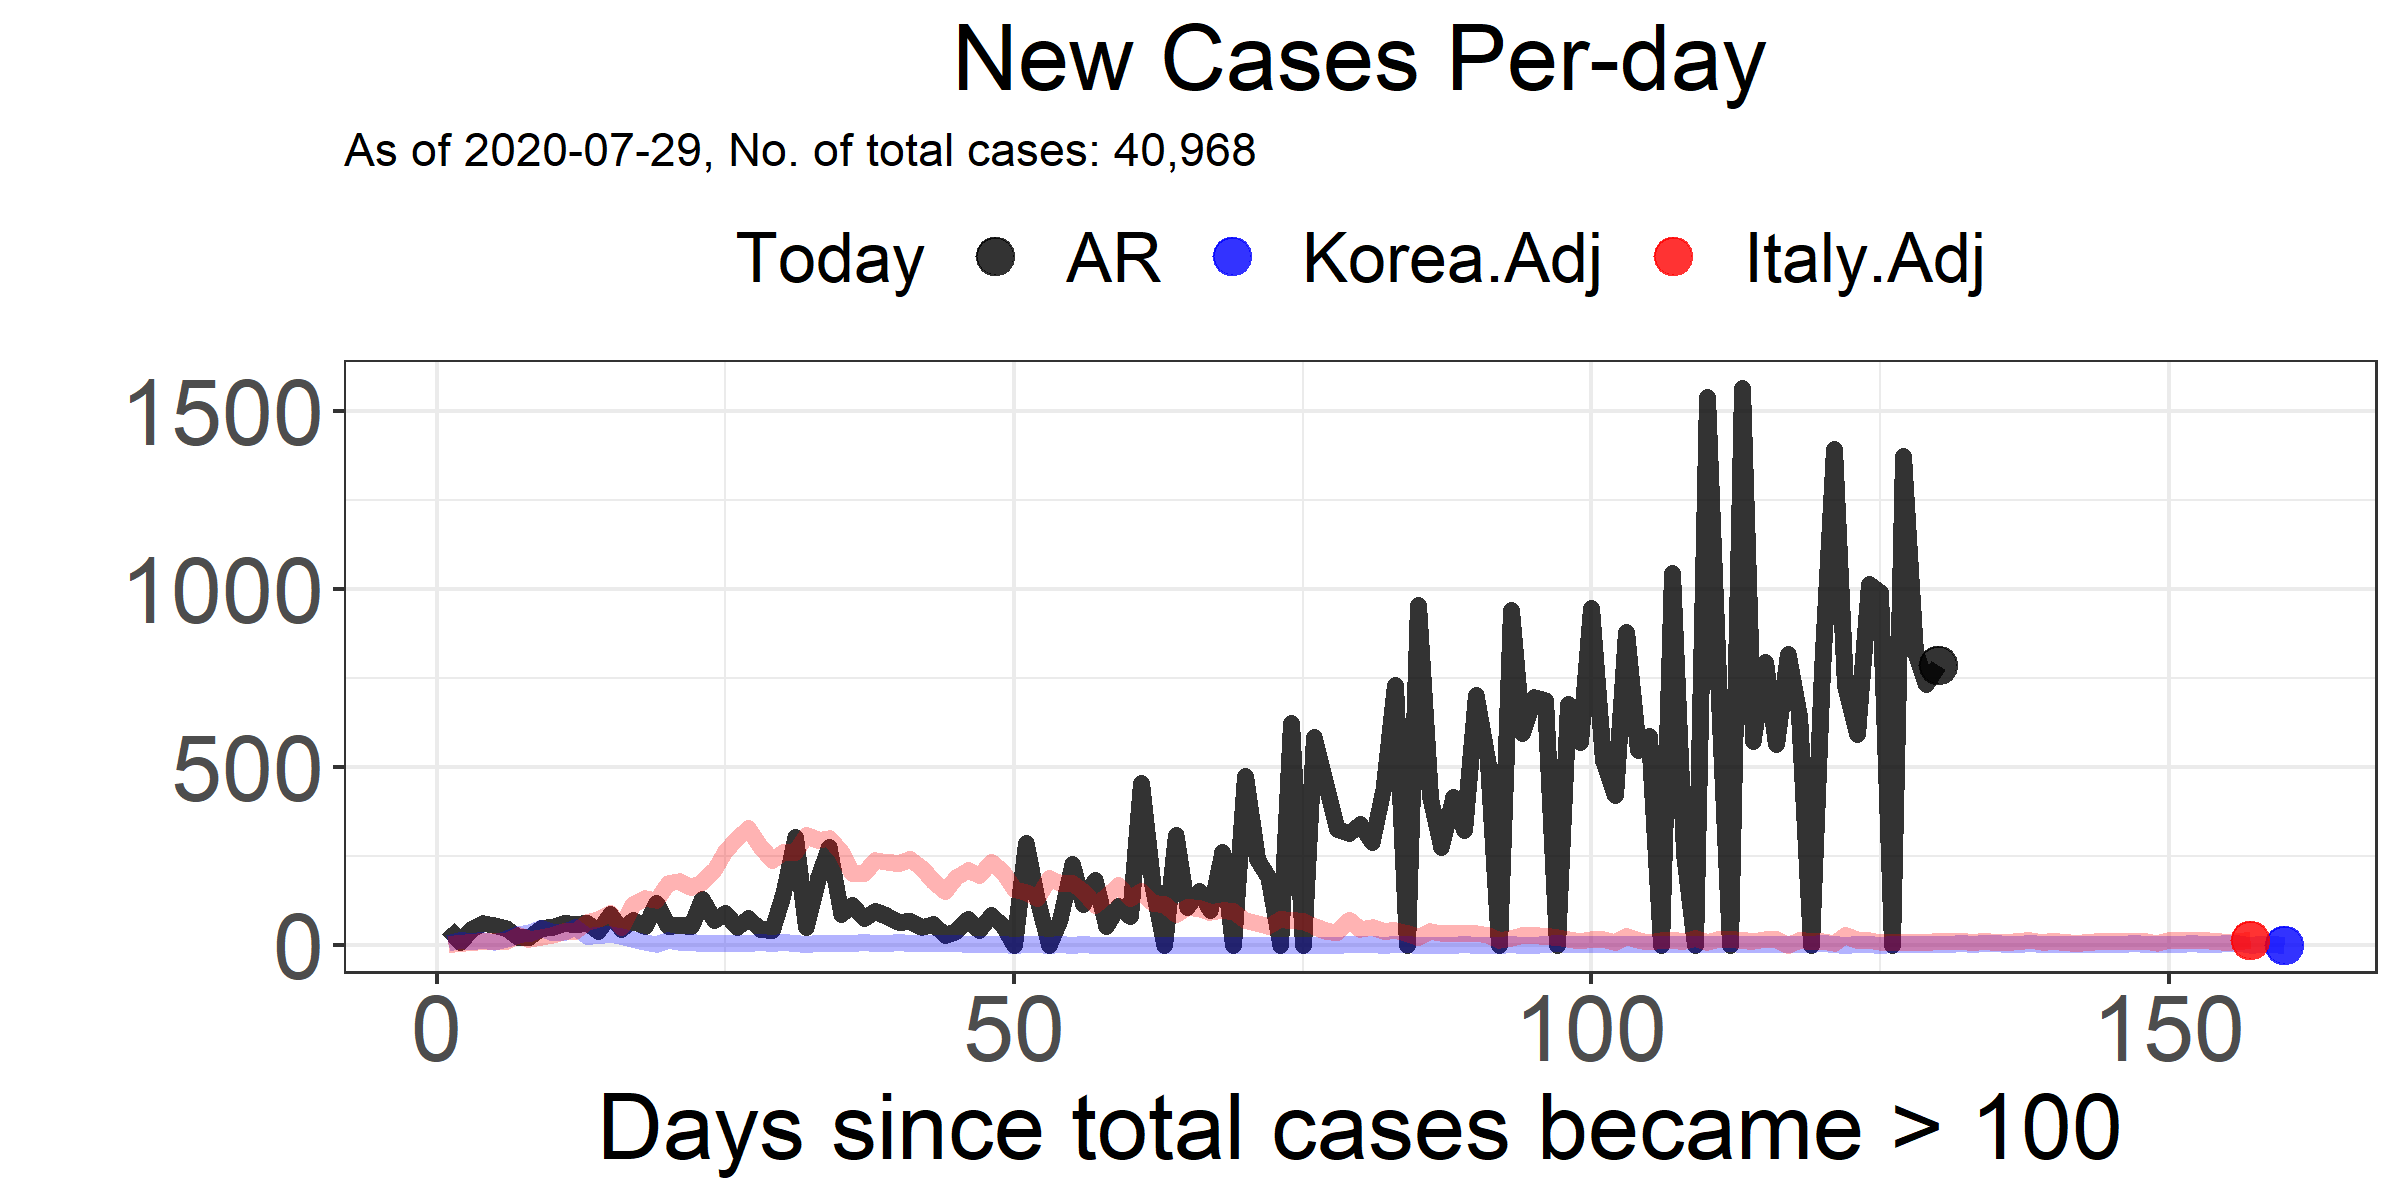 New Cases Per-day
As of 2020-07-29, No. of total cases: 40,968
Today AR Korea.Adj Italy.Adj
1500
1000
500
0
0 50 100 150
Days since total cases became > 100